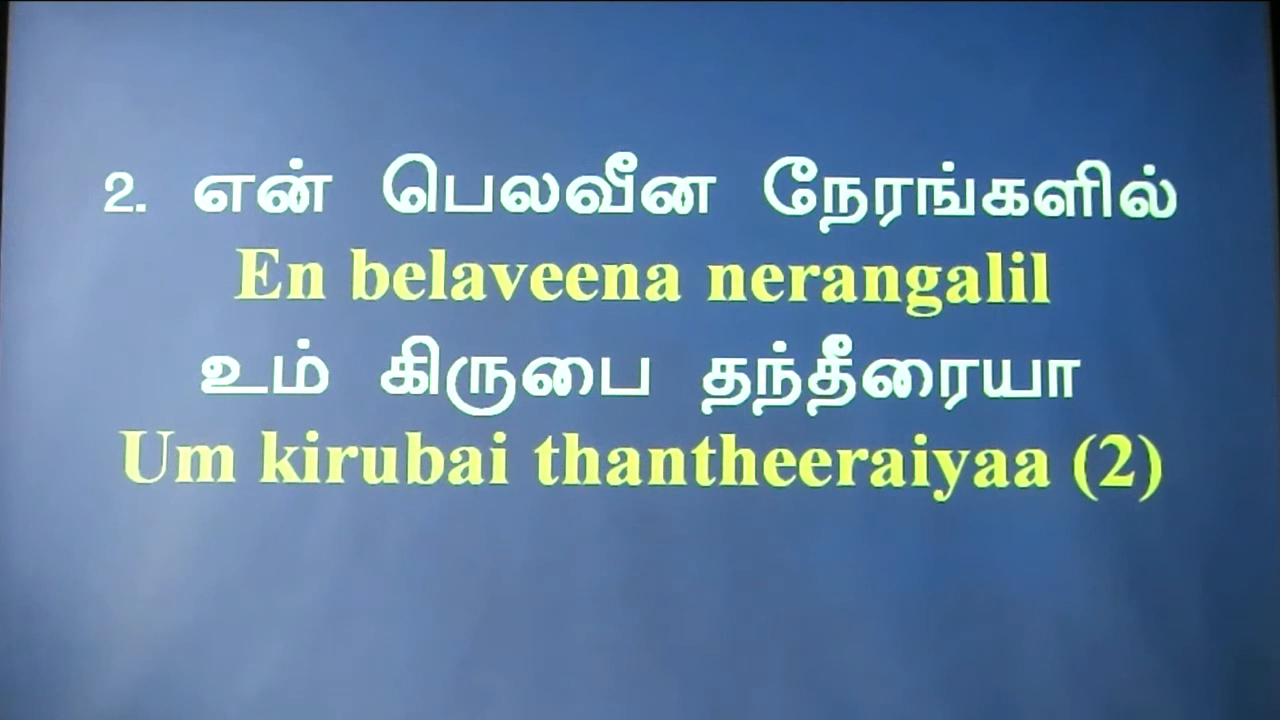 2. என் பெலவீன நேரங்களில்
En belaveena nerangalil
உம் கிருபை தந்தீரையா
Um kirubai thantheeraiyaa (2)